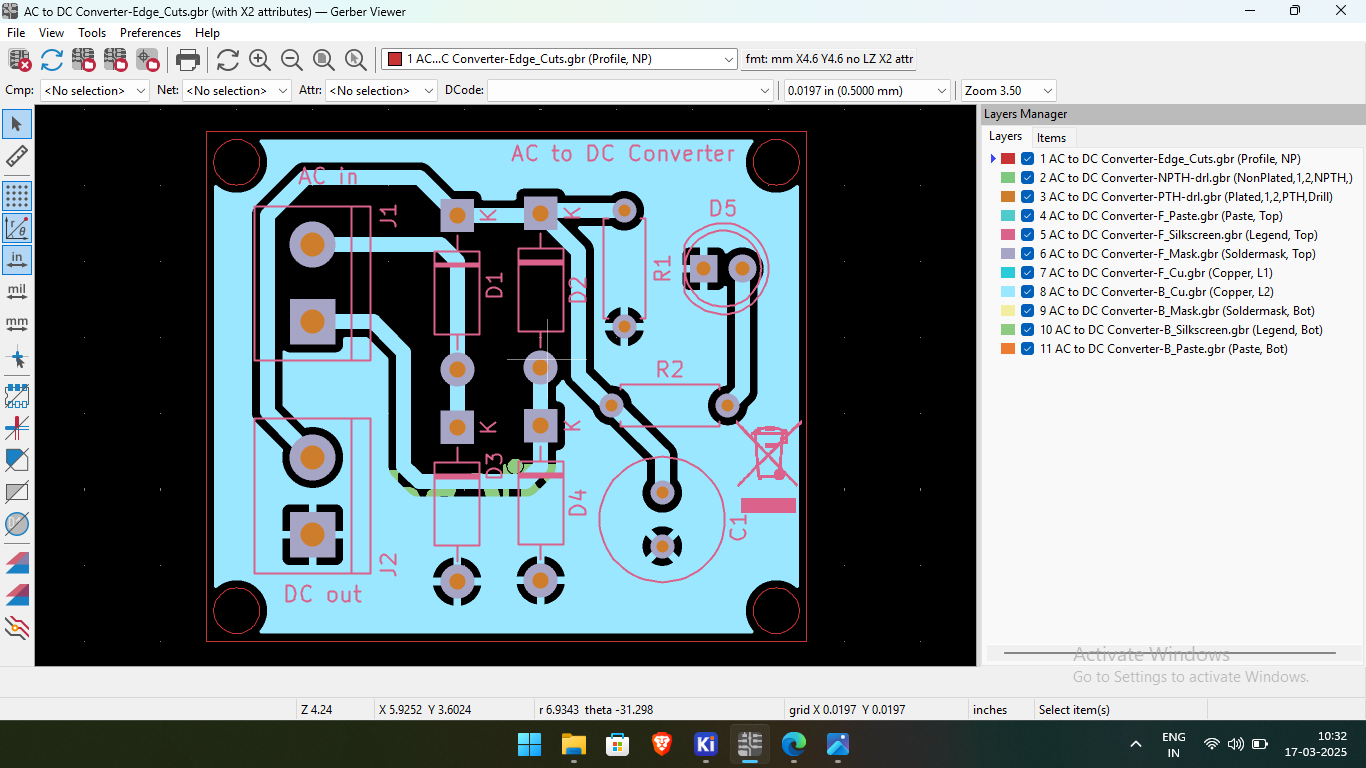 AC to DC Converter-Edge_Cuts.gbr (with X2 attributes) — Gerber Viewer
File View Tools Preferences Help
1 AC...C Converter-Edge_Cuts.gbr (Profile, NP) fmt: mm X4.6 Y4.6 no LZ X2 attr
Cmp: <No selection> Net: <No selection> Attr: <No selection> DCode: 0.0197 in (0.5000 mm) Zoom 3.50
Layers Manager
Layers Items
1 AC to DC Converter-Edge_Cuts.gbr (Profile, NP)
2 AC to DC Converter-NPTH-drl.gbr (NonPlated,1,2,NPTH,)
3 AC to DC Converter-PTH-drl.gbr (Plated,1,2,PTH,Drill)
4 AC to DC Converter-F_Paste.gbr (Paste, Top)
5 AC to DC Converter-F_Silkscreen.gbr (Legend, Top)
6 AC to DC Converter-F_Mask.gbr (Soldermask, Top)
7 AC to DC Converter-F_Cu.gbr (Copper, L1)
8 AC to DC Converter-B_Cu.gbr (Copper, L2)
9 AC to DC Converter-B_Mask.gbr (Soldermask, Bot)
10 AC to DC Converter-B_Silkscreen.gbr (Legend, Bot)
11 AC to DC Converter-B_Paste.gbr (Paste, Bot)
r/θ
in
mil
mm
AC to DC Converter
AC in
J1
K
K
D5
D1
D2
R1
R2
K
K
D3
D4
C1
J2
DC out
Activate Windows
Go to Settings to activate Windows.
Z 4.24 X 5.9252 Y 3.6024 r 6.9343 theta -31.298 grid X 0.0197 Y 0.0197 inches Select item(s)
Ki
ENG
IN
10:32
17-03-2025